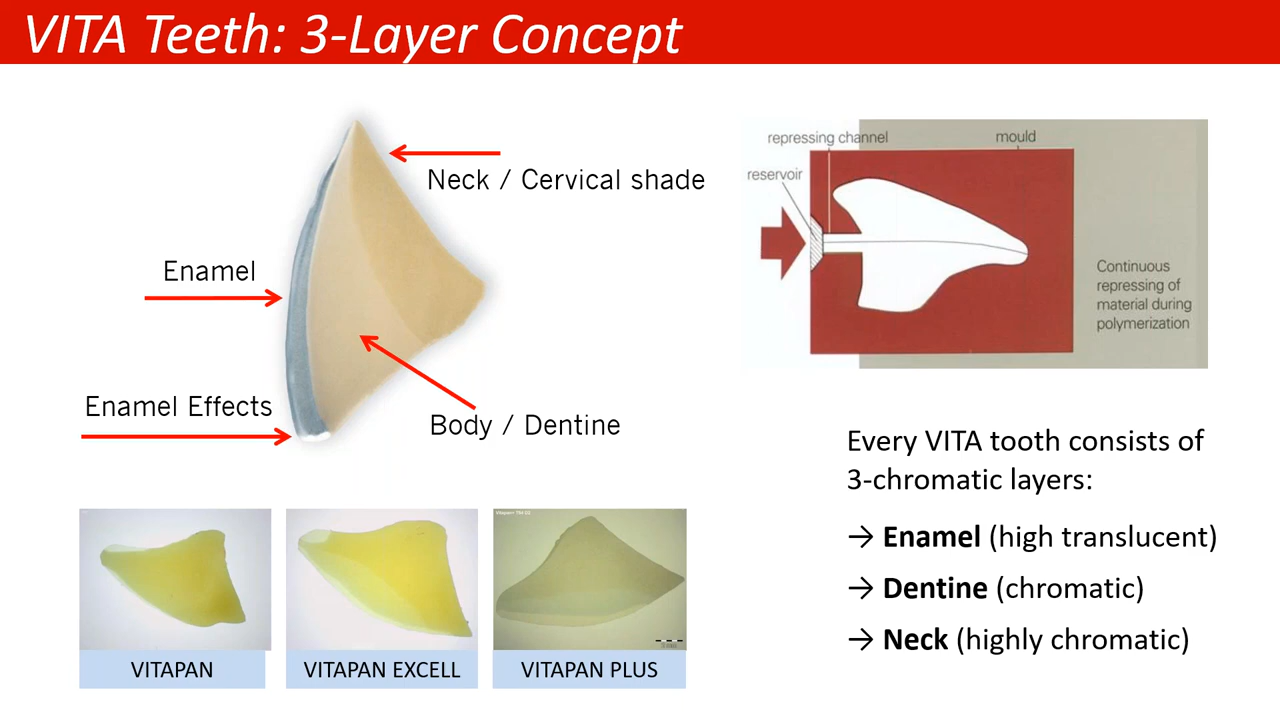 VITA Teeth: 3-Layer Concept
Neck / Cervical shade
Enamel
Enamel Effects
Body / Dentine
repressing channel
mould
reservoir
Continuous
repressing of
material during
polymerization
Every VITA tooth consists of
3-chromatic layers:
→ Enamel (high translucent)
→ Dentine (chromatic)
→ Neck (highly chromatic)
VITAPAN
VITAPAN EXCELL
VITAPAN PLUS